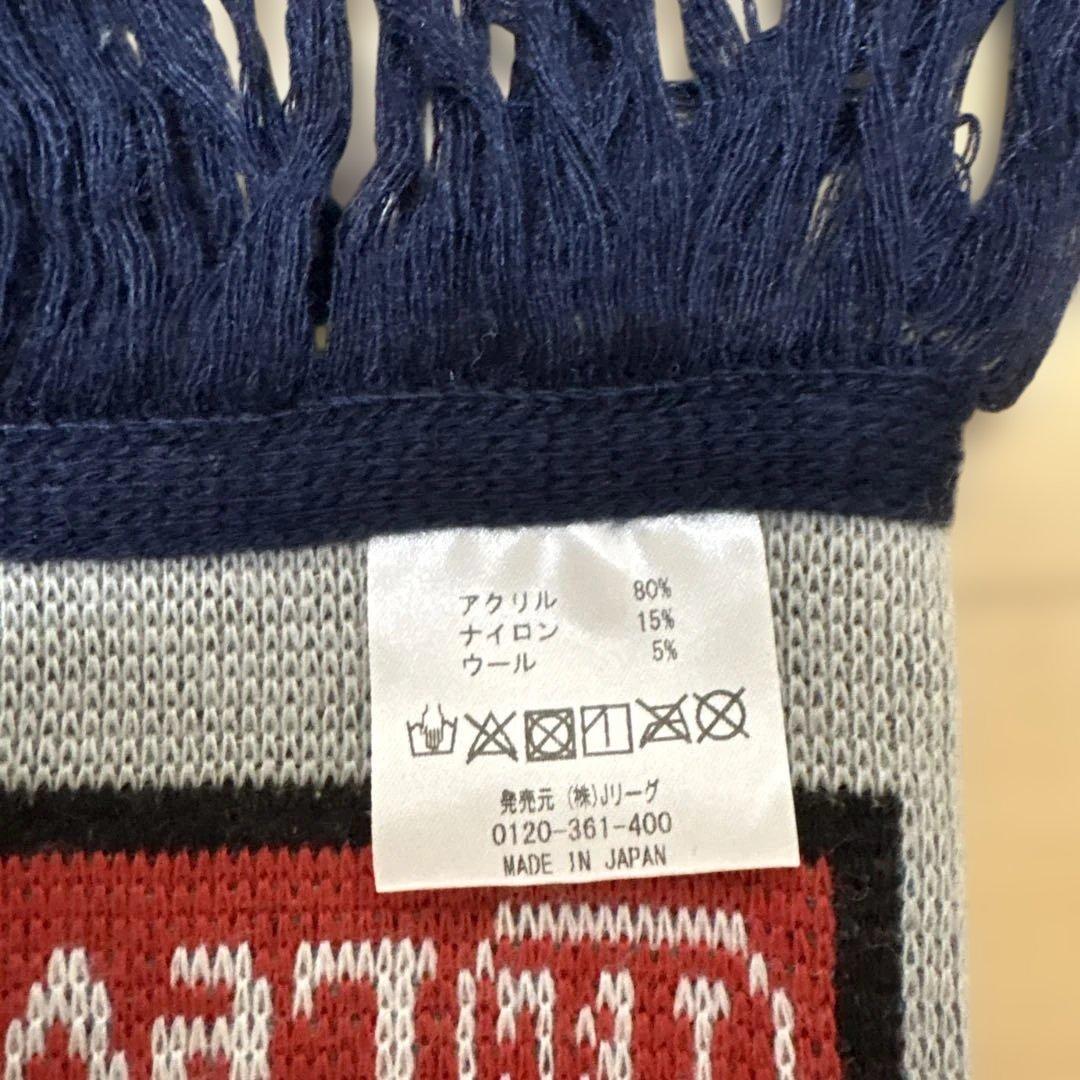 アクリル 80%
ナイロン 15%
ウール 5%
発売元 (株)Jリーグ
0120-361-400
MADE IN JAPAN